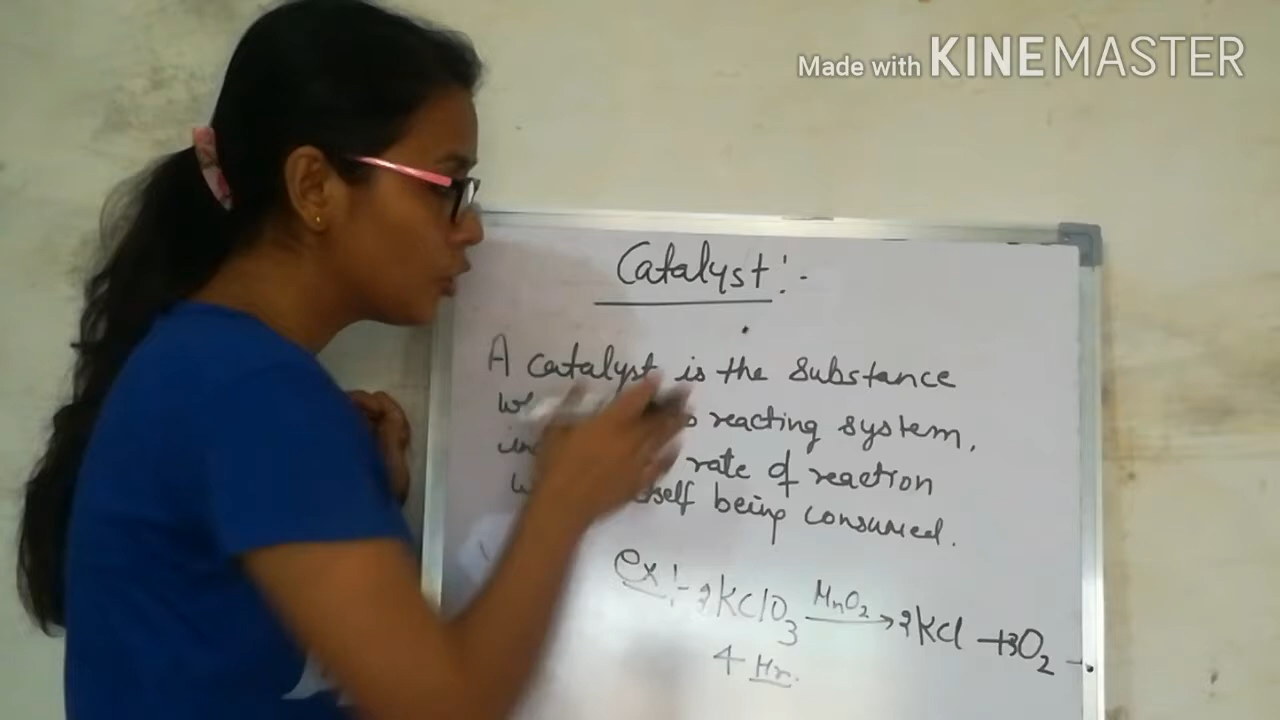 Made with KINEMASTER
Catalyst :-
A catalyst is the substance
reacting system,
rate of reaction
itself being consumed.
ex :- 2KClO3 MnO2 → 2KCl + 3O2
4 Hr.